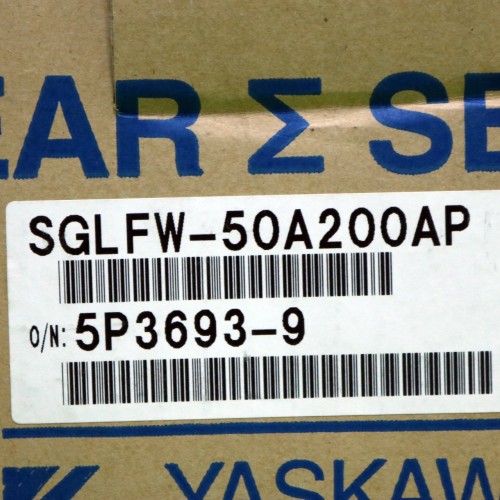 EAR Σ SE
SGLFW-50A200AP
O/N: 5P3693-9
YASKAW